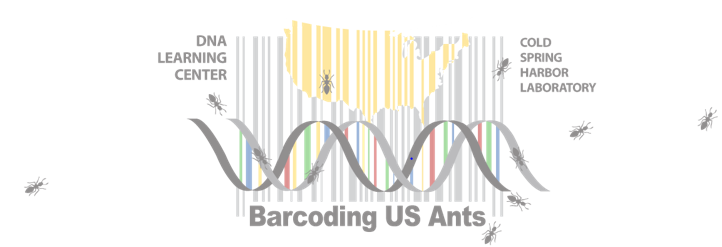 DNA
LEARNING
CENTER
COLD
SPRING
HARBOR
LABORATORY
Barcoding US Ants